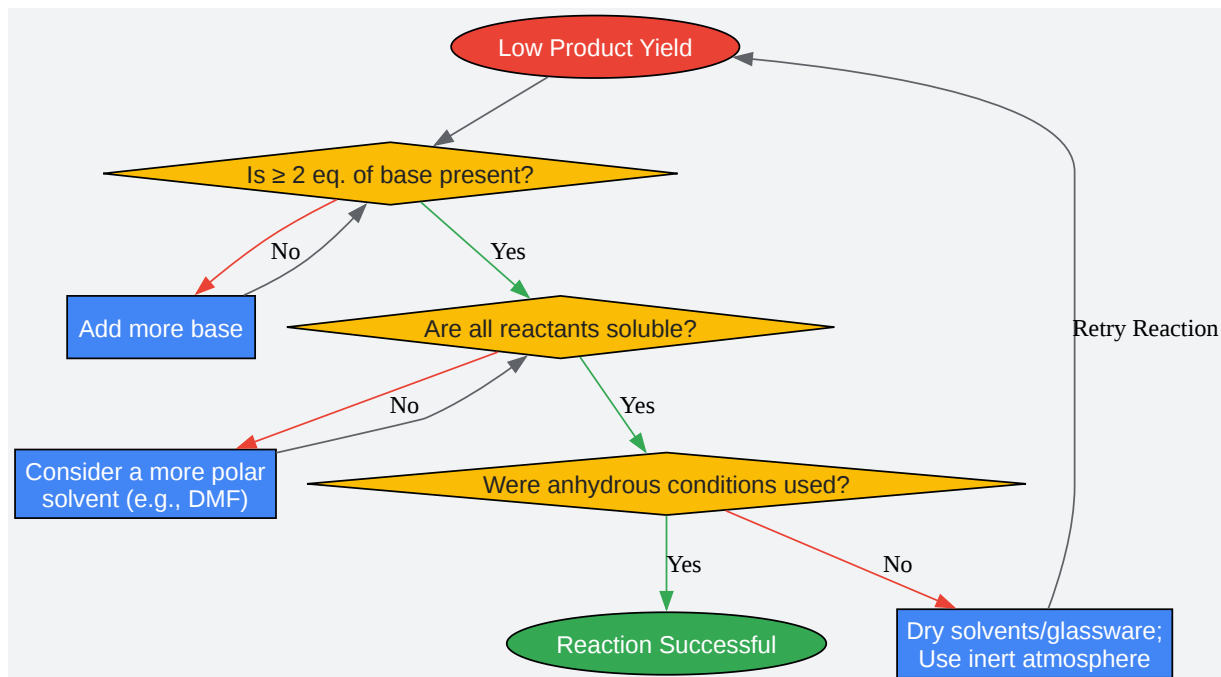 Low Product Yield
Is ≥ 2 eq. of base present?
No
Yes
Add more base
Are all reactants soluble?
Retry Reaction
No
Yes
Consider a more polar
solvent (e.g., DMF)
Were anhydrous conditions used?
Yes
No
Reaction Successful
Dry solvents/glassware;
Use inert atmosphere